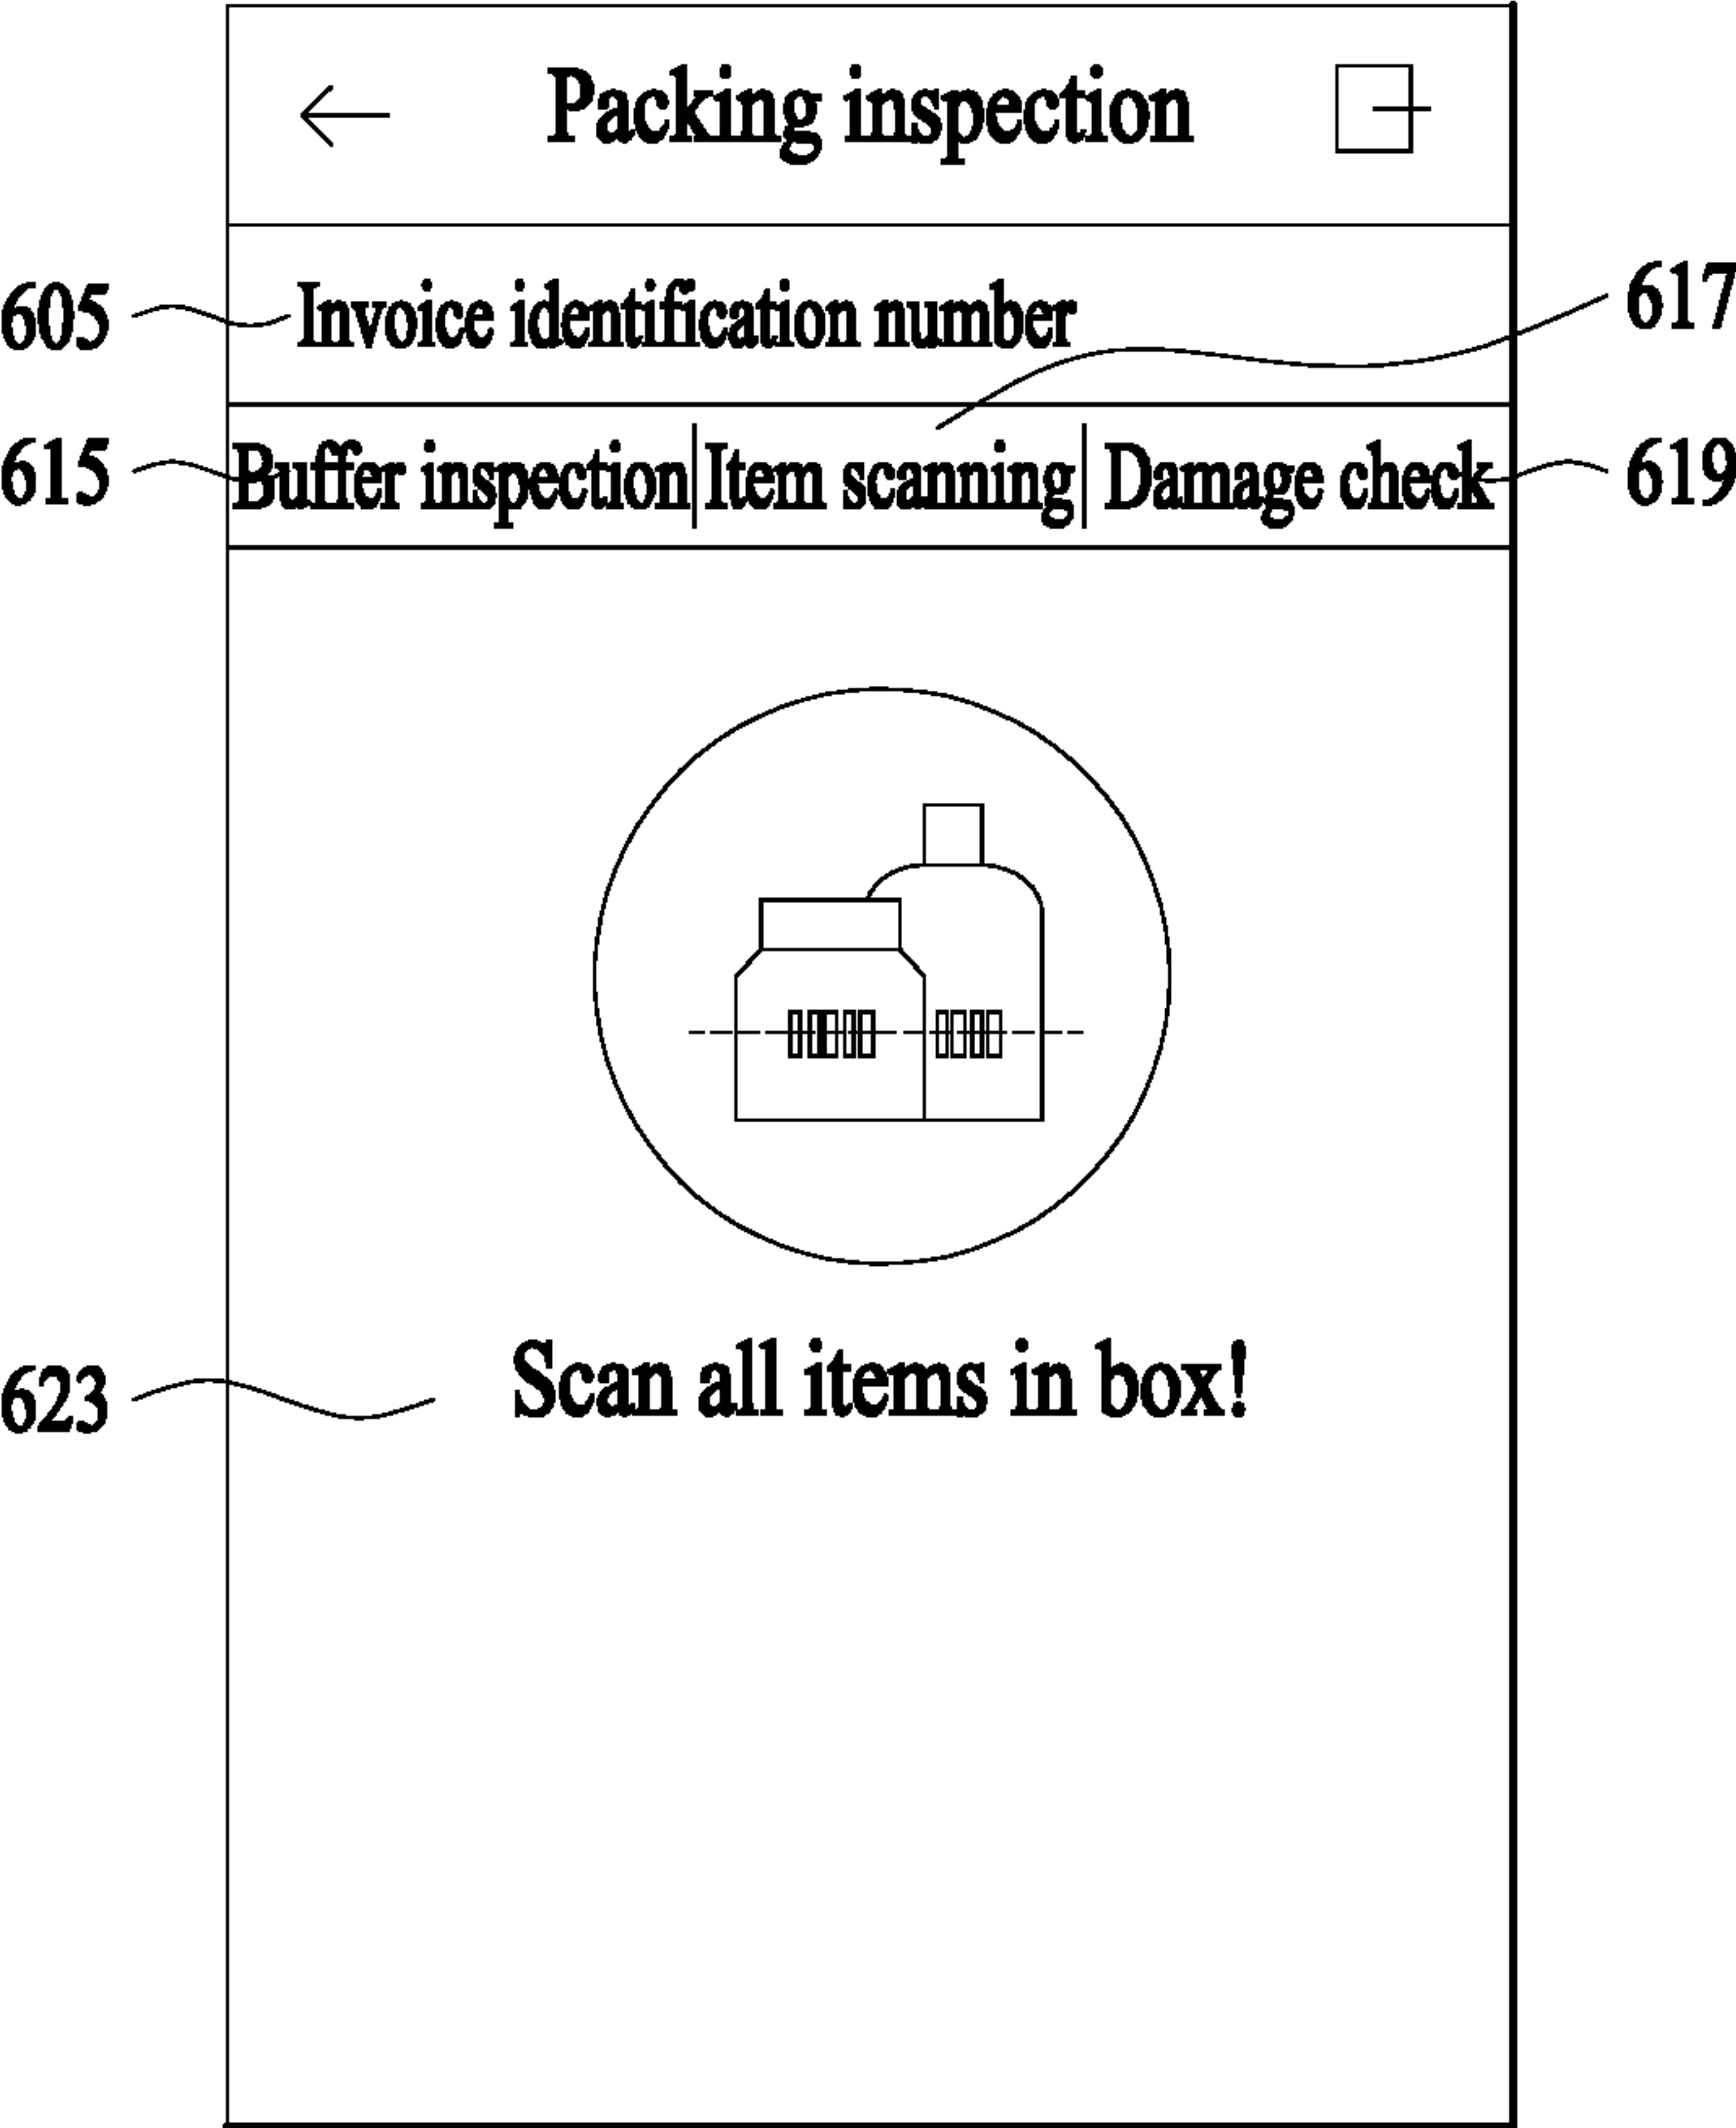 Packing inspection
605 Invoice identification number 617
615 Buffer inspection Item scanning Damage check 619
623 Scan all items in box!